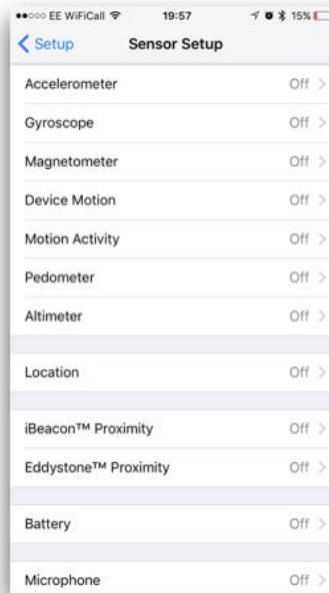 EE WiFiCall 19:57 15%
Setup Sensor Setup
Accelerometer Off
Gyroscope Off
Magnetometer Off
Device Motion Off
Motion Activity Off
Pedometer Off
Altimeter Off
Location Off
iBeacon™ Proximity Off
Eddystone™ Proximity Off
Battery Off
Microphone Off